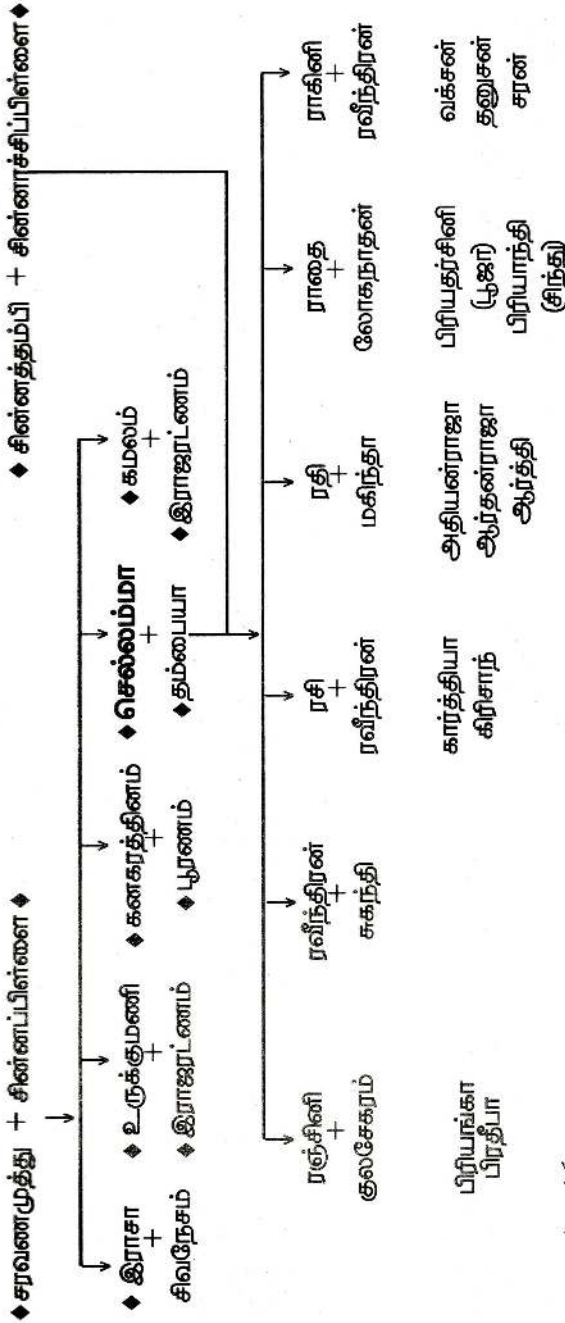 ◆சரவணமுத்து + சின்னப்பிள்ளை◆
◆சின்னத்தம்பி + சின்னாச்சிப்பிள்ளை◆
◆இராசா
+
சிவநேசம்
◆உருக்குமணி
+
◆இராஜரட்ணம்
◆கனகரத்தினம்
+
◆பூரணம்
◆செல்லம்மா
+
◆தம்பையா
◆கமலம்
+
◆இராஜரட்ணம்
ரஞ்சினி
+
குலசேகரம்
ரவீந்திரன்
+
சுகந்தி
ரசி
+
ரவீந்திரன்
ரதி
+
மகிந்தா
ராதை
+
லோகநாதன்
ராகினி
+
ரவீந்திரன்
பிரியங்கா
பிரதீபா
கார்த்தியா
கிரிசாந்
அதியன்ராஜா
ஆர்தன்ராஜா
ஆர்த்தி
பிரியதர்சினி
(பூஜா)
பிரியாந்தி
(சிந்து)
வக்சன்
தனுசன்
சரன்